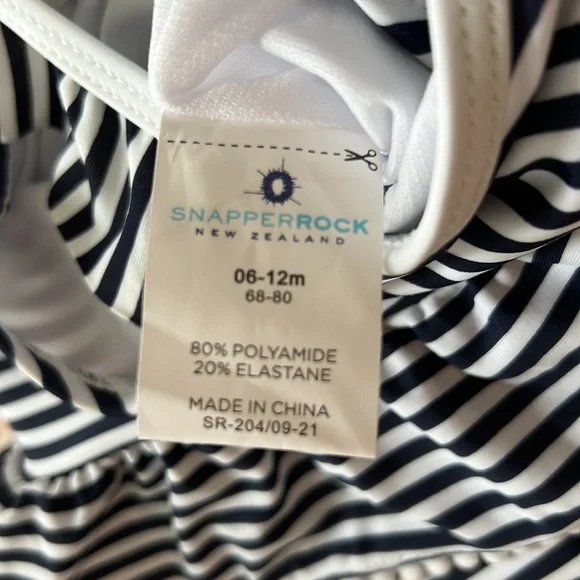 SNAPPERROCK
NEW ZEALAND
06-12m
68-80
80% POLYAMIDE
20% ELASTANE
MADE IN CHINA
SR-204/09-21